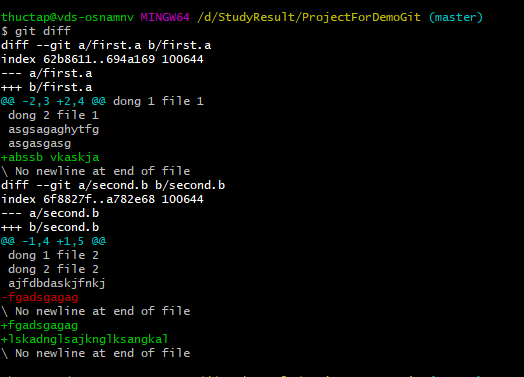 thuctap@vds-osnamnv MINGW64 /d/StudyResult/ProjectForDemoGit (master)
$ git diff
diff --git a/first.a b/first.a
index 62b8611..694a169 100644
--- a/first.a
+++ b/first.a
@@ -2,3 +2,4 @@ dong 1 file 1
 dong 2 file 1
 asgsagaghytfg
 asgasgasg
+abssb vkaskja
\ No newline at end of file
diff --git a/second.b b/second.b
index 6f8827f..a782e68 100644
--- a/second.b
+++ b/second.b
@@ -1,4 +1,5 @@
 dong 1 file 2
 dong 2 file 2
 ajfdbdaskjfnkj
-fgadsgagag
\ No newline at end of file
+fgadsgagag
+lskadnglsajknglksangkal
\ No newline at end of file